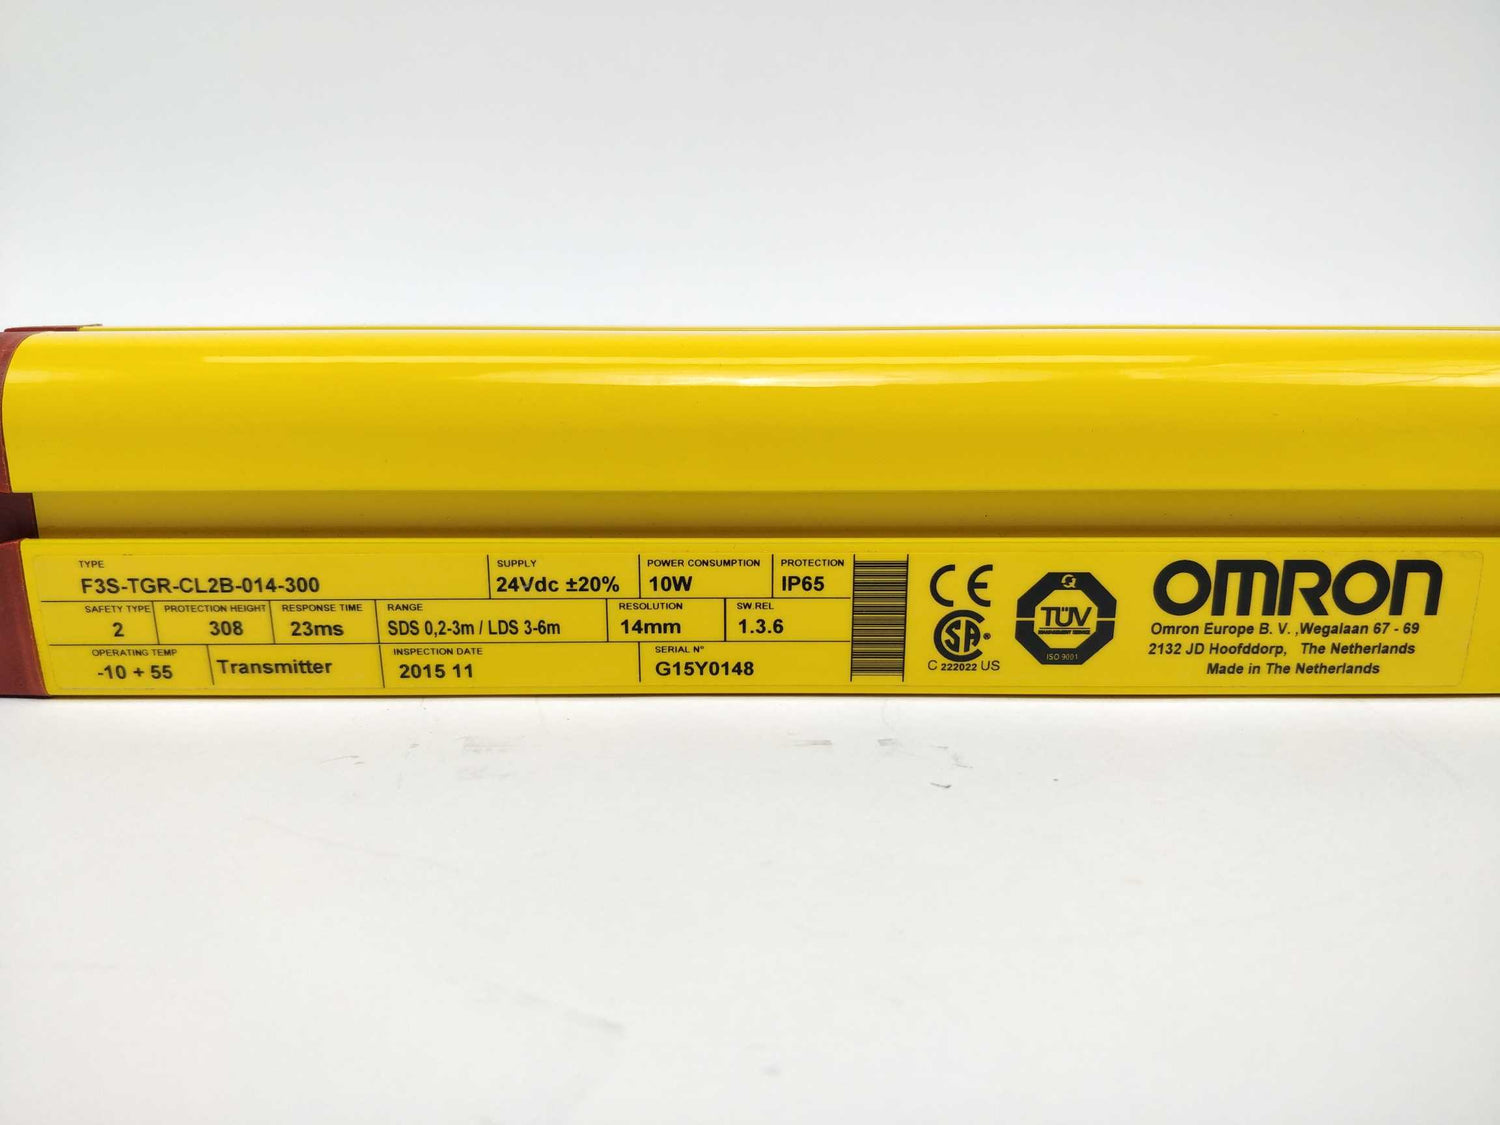 TYPE
F3S-TGR-CL2B-014-300
SUPPLY
24Vdc ±20%
POWER CONSUMPTION
10W
PROTECTION
IP65
SAFETY TYPE
2
PROTECTION HEIGHT
308
RESPONSE TIME
23ms
RANGE
SDS 0,2-3m / LDS 3-6m
RESOLUTION
14mm
SW.REL
1.3.6
OPERATING TEMP
-10 + 55
Transmitter
INSPECTION DATE
2015 11
SERIAL N°
G15Y0148
CE
SA®
C 222022 US
TÜV
MANAGEMENT SERVICE
ISO 9001
OMRON
Omron Europe B. V. ,Wegalaan 67 - 69
2132 JD Hoofddorp, The Netherlands
Made in The Netherlands